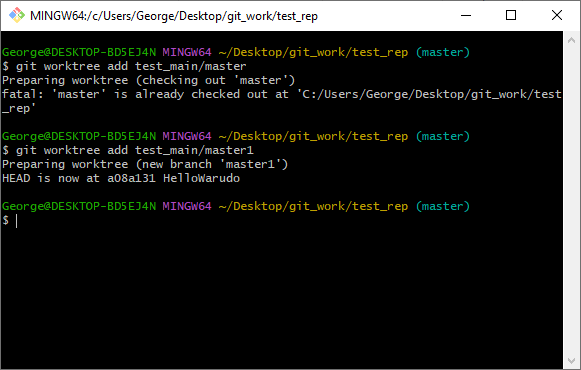 MINGW64:/c/Users/George/Desktop/git_work/test_rep
George@DESKTOP-BD5EJ4N MINGW64 ~/Desktop/git_work/test_rep (master)
$ git worktree add test_main/master
Preparing worktree (checking out 'master')
fatal: 'master' is already checked out at 'C:/Users/George/Desktop/git_work/test
_rep'
George@DESKTOP-BD5EJ4N MINGW64 ~/Desktop/git_work/test_rep (master)
$ git worktree add test_main/master1
Preparing worktree (new branch 'master1')
HEAD is now at a08a131 HelloWarudo
George@DESKTOP-BD5EJ4N MINGW64 ~/Desktop/git_work/test_rep (master)
$